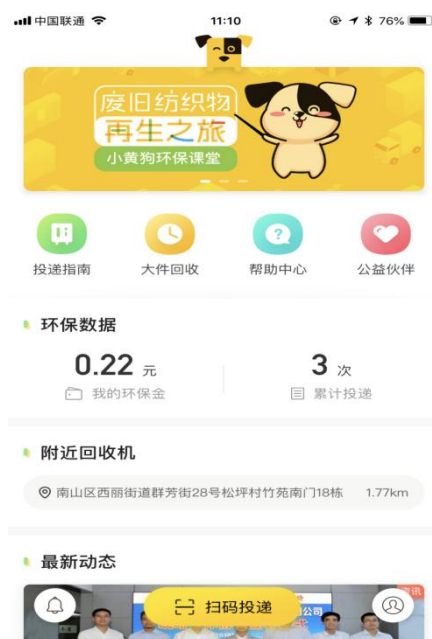 中国联通
11:10
76%
废旧纺织物
再生之旅
小黄狗环保课堂
投递指南
大件回收
帮助中心
公益伙伴
环保数据
0.22 元
3 次
我的环保金
累计投递
附近回收机
南山区西丽街道群芳街28号松坪村竹苑南门18栋 1.77km
最新动态
资讯
公司
扫码投递